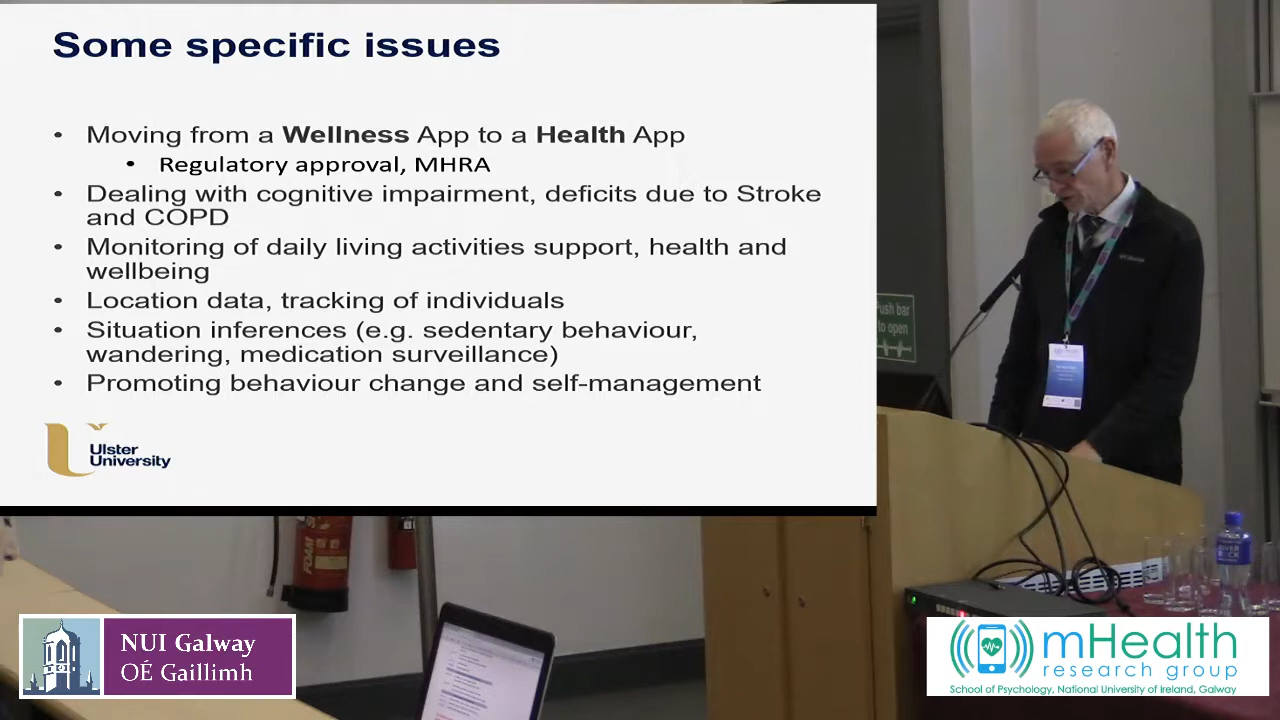 Some specific issues
• Moving from a Wellness App to a Health App
• Regulatory approval, MHRA
• Dealing with cognitive impairment, deficits due to Stroke
and COPD
• Monitoring of daily living activities support, health and
wellbeing
• Location data, tracking of individuals
• Situation inferences (e.g. sedentary behaviour,
wandering, medication surveillance)
• Promoting behaviour change and self-management
Ulster
University
Push bar
to open
FOAM
NUI Galway
OÉ Gaillimh
mHealth
research group
School of Psychology, National University of Ireland, Galway